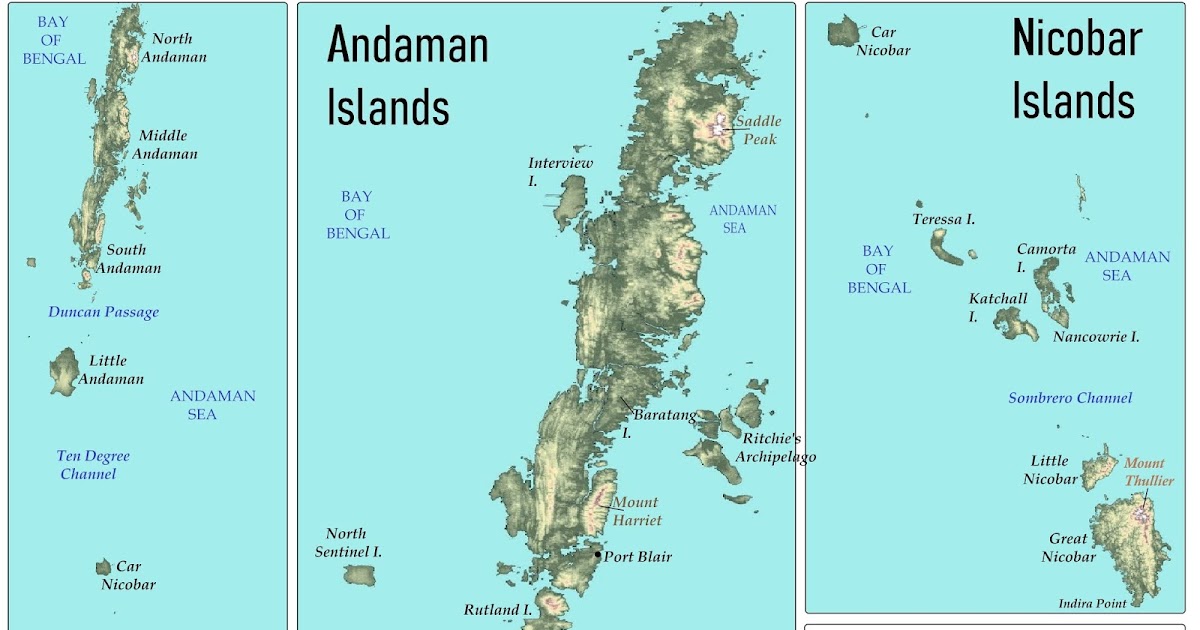 BAY
OF
BENGAL
North
Andaman
Middle
Andaman
South
Andaman
Duncan Passage
Little
Andaman
ANDAMAN
SEA
Ten Degree
Channel
Car
Nicobar
Andaman
Islands
Saddle
Peak
Interview
I.
BAY
OF
BENGAL
ANDAMAN
SEA
Baratang
I.
Ritchie's
Archipelago
Mount
Harriet
North
Sentinel I.
Port Blair
Rutland I.
Nicobar
Islands
Car
Nicobar
Teressa I.
BAY
OF
BENGAL
Camorta
I.
ANDAMAN
SEA
Katchall
I.
Nancowrie I.
Sombrero Channel
Little
Nicobar
Mount
Thullier
Great
Nicobar
Indira Point